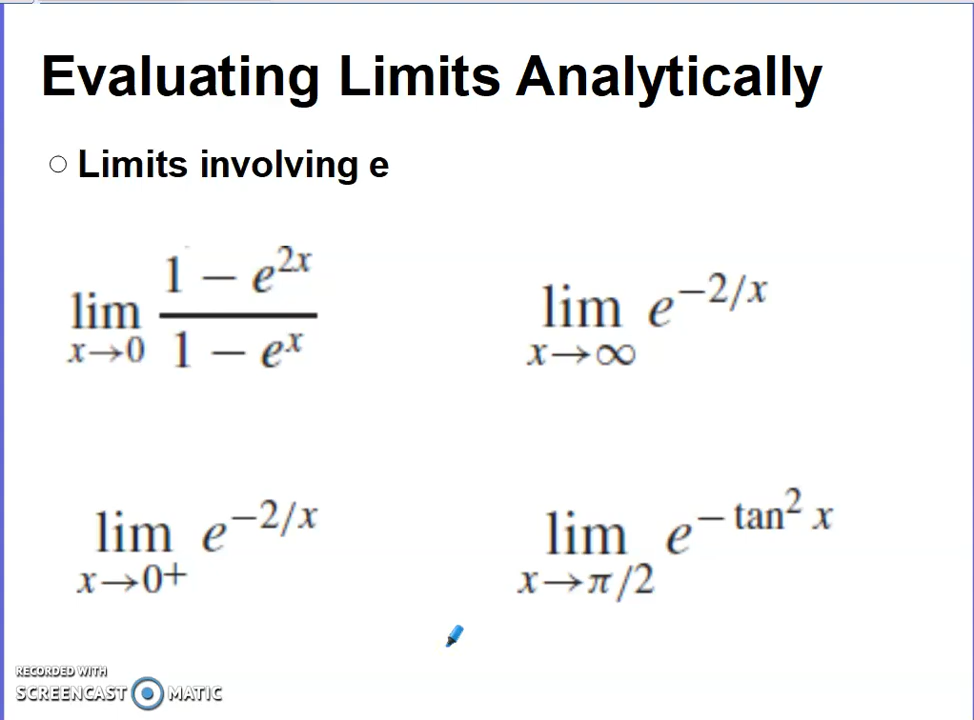 Evaluating Limits Analytically
Limits involving e
lim x→0 (1 − e^{2x})/(1 − e^x)
lim x→∞ e^{−2/x}
lim x→0+ e^{−2/x}
lim x→π/2 e^{− tan² x}
RECORDED WITH
SCREENCAST MATIC